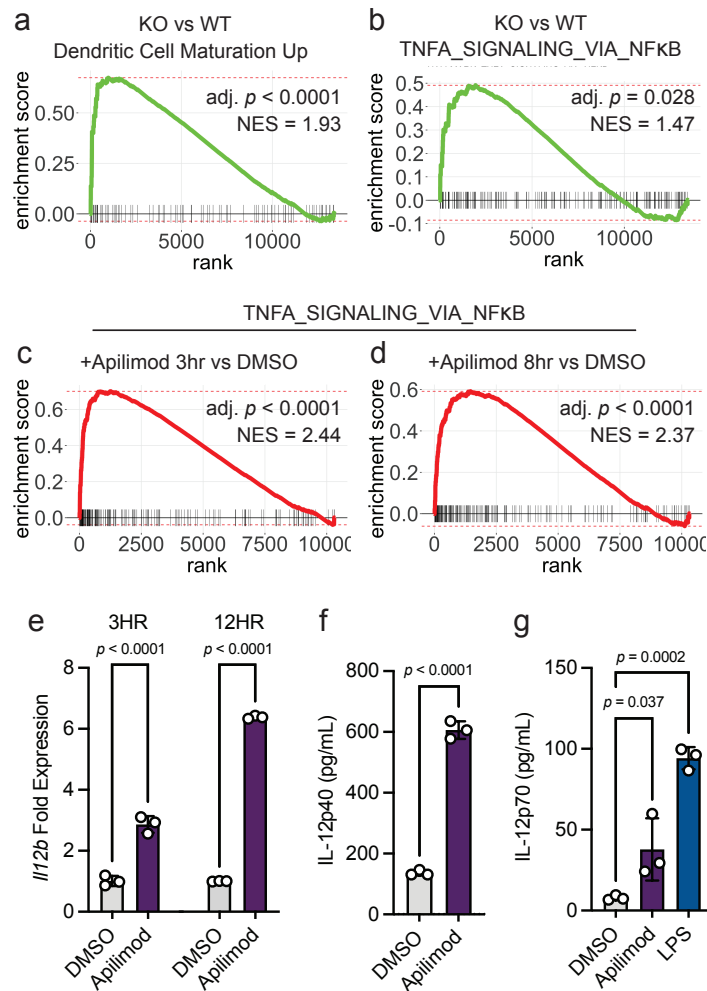 a
KO vs WT
Dendritic Cell Maturation Up
adj. p < 0.0001
NES = 1.93
enrichment score
0.50
0.25
0.00
0 5000 10000
rank
b
KO vs WT
TNFA_SIGNALING_VIA_NFκB
adj. p = 0.028
NES = 1.47
enrichment score
0.5
0.4
0.3
0.2
0.1
0.0
-0.1
0 5000 10000
rank
TNFA_SIGNALING_VIA_NFκB
c
+Apilimod 3hr vs DMSO
adj. p < 0.0001
NES = 2.44
enrichment score
0.6
0.4
0.2
0.0
0 2500 5000 7500 1000
rank
d
+Apilimod 8hr vs DMSO
adj. p < 0.0001
NES = 2.37
enrichment score
0.6
0.4
0.2
0.0
0 2500 5000 7500 10000
rank
e
3HR 12HR
p < 0.0001 p < 0.0001
Il12b Fold Expression
8
6
4
2
0
DMSO
Apilimod
DMSO
Apilimod
f
p < 0.0001
IL-12p40 (pg/mL)
800
600
400
200
0
DMSO
Apilimod
g
p = 0.0002
p = 0.037
IL-12p70 (pg/mL)
150
100
50
0
DMSO
Apilimod
LPS